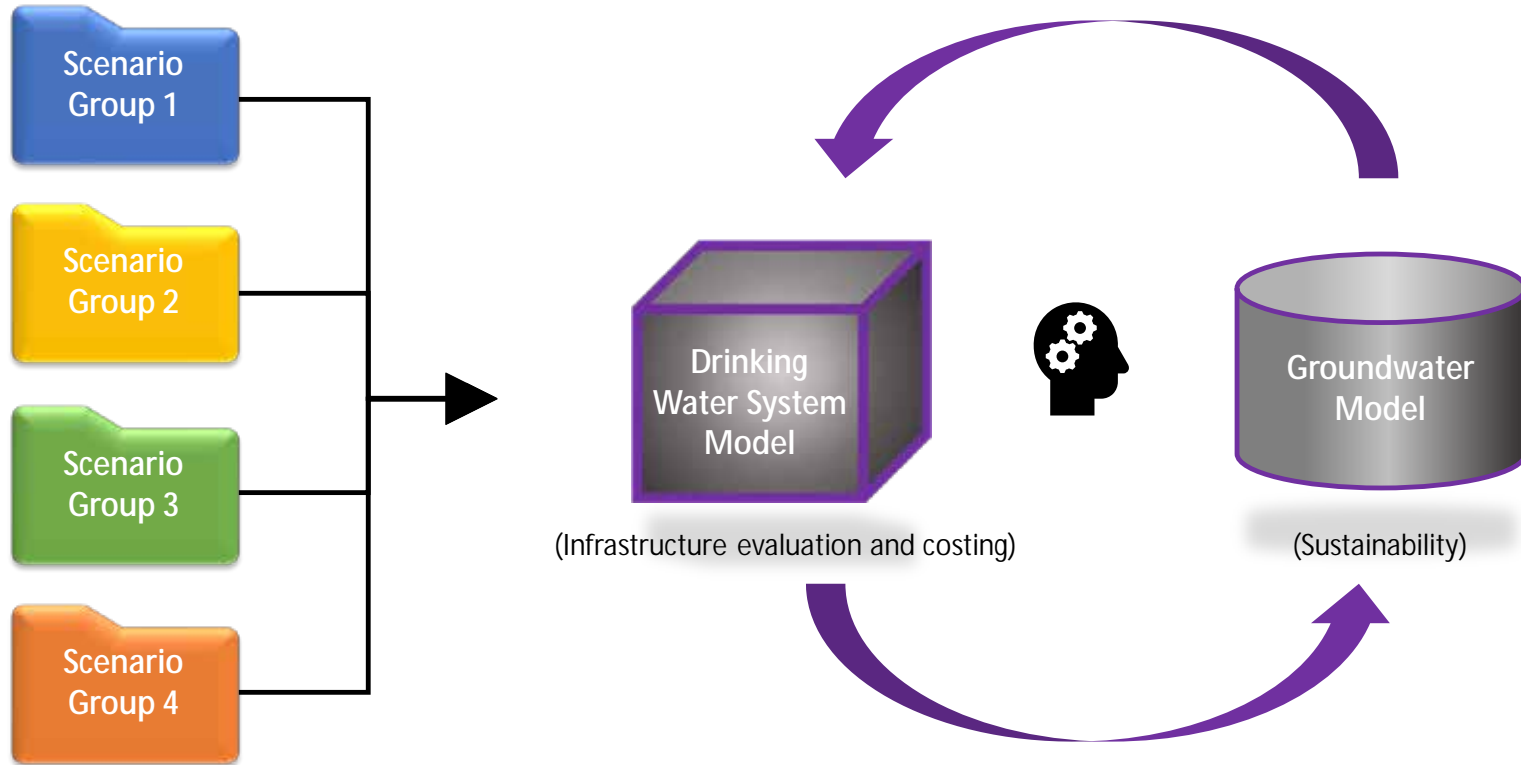 Scenario
Group 1
Scenario
Group 2
Scenario
Group 3
Scenario
Group 4
Drinking
Water System
Model
(Infrastructure evaluation and costing)
Groundwater
Model
(Sustainability)